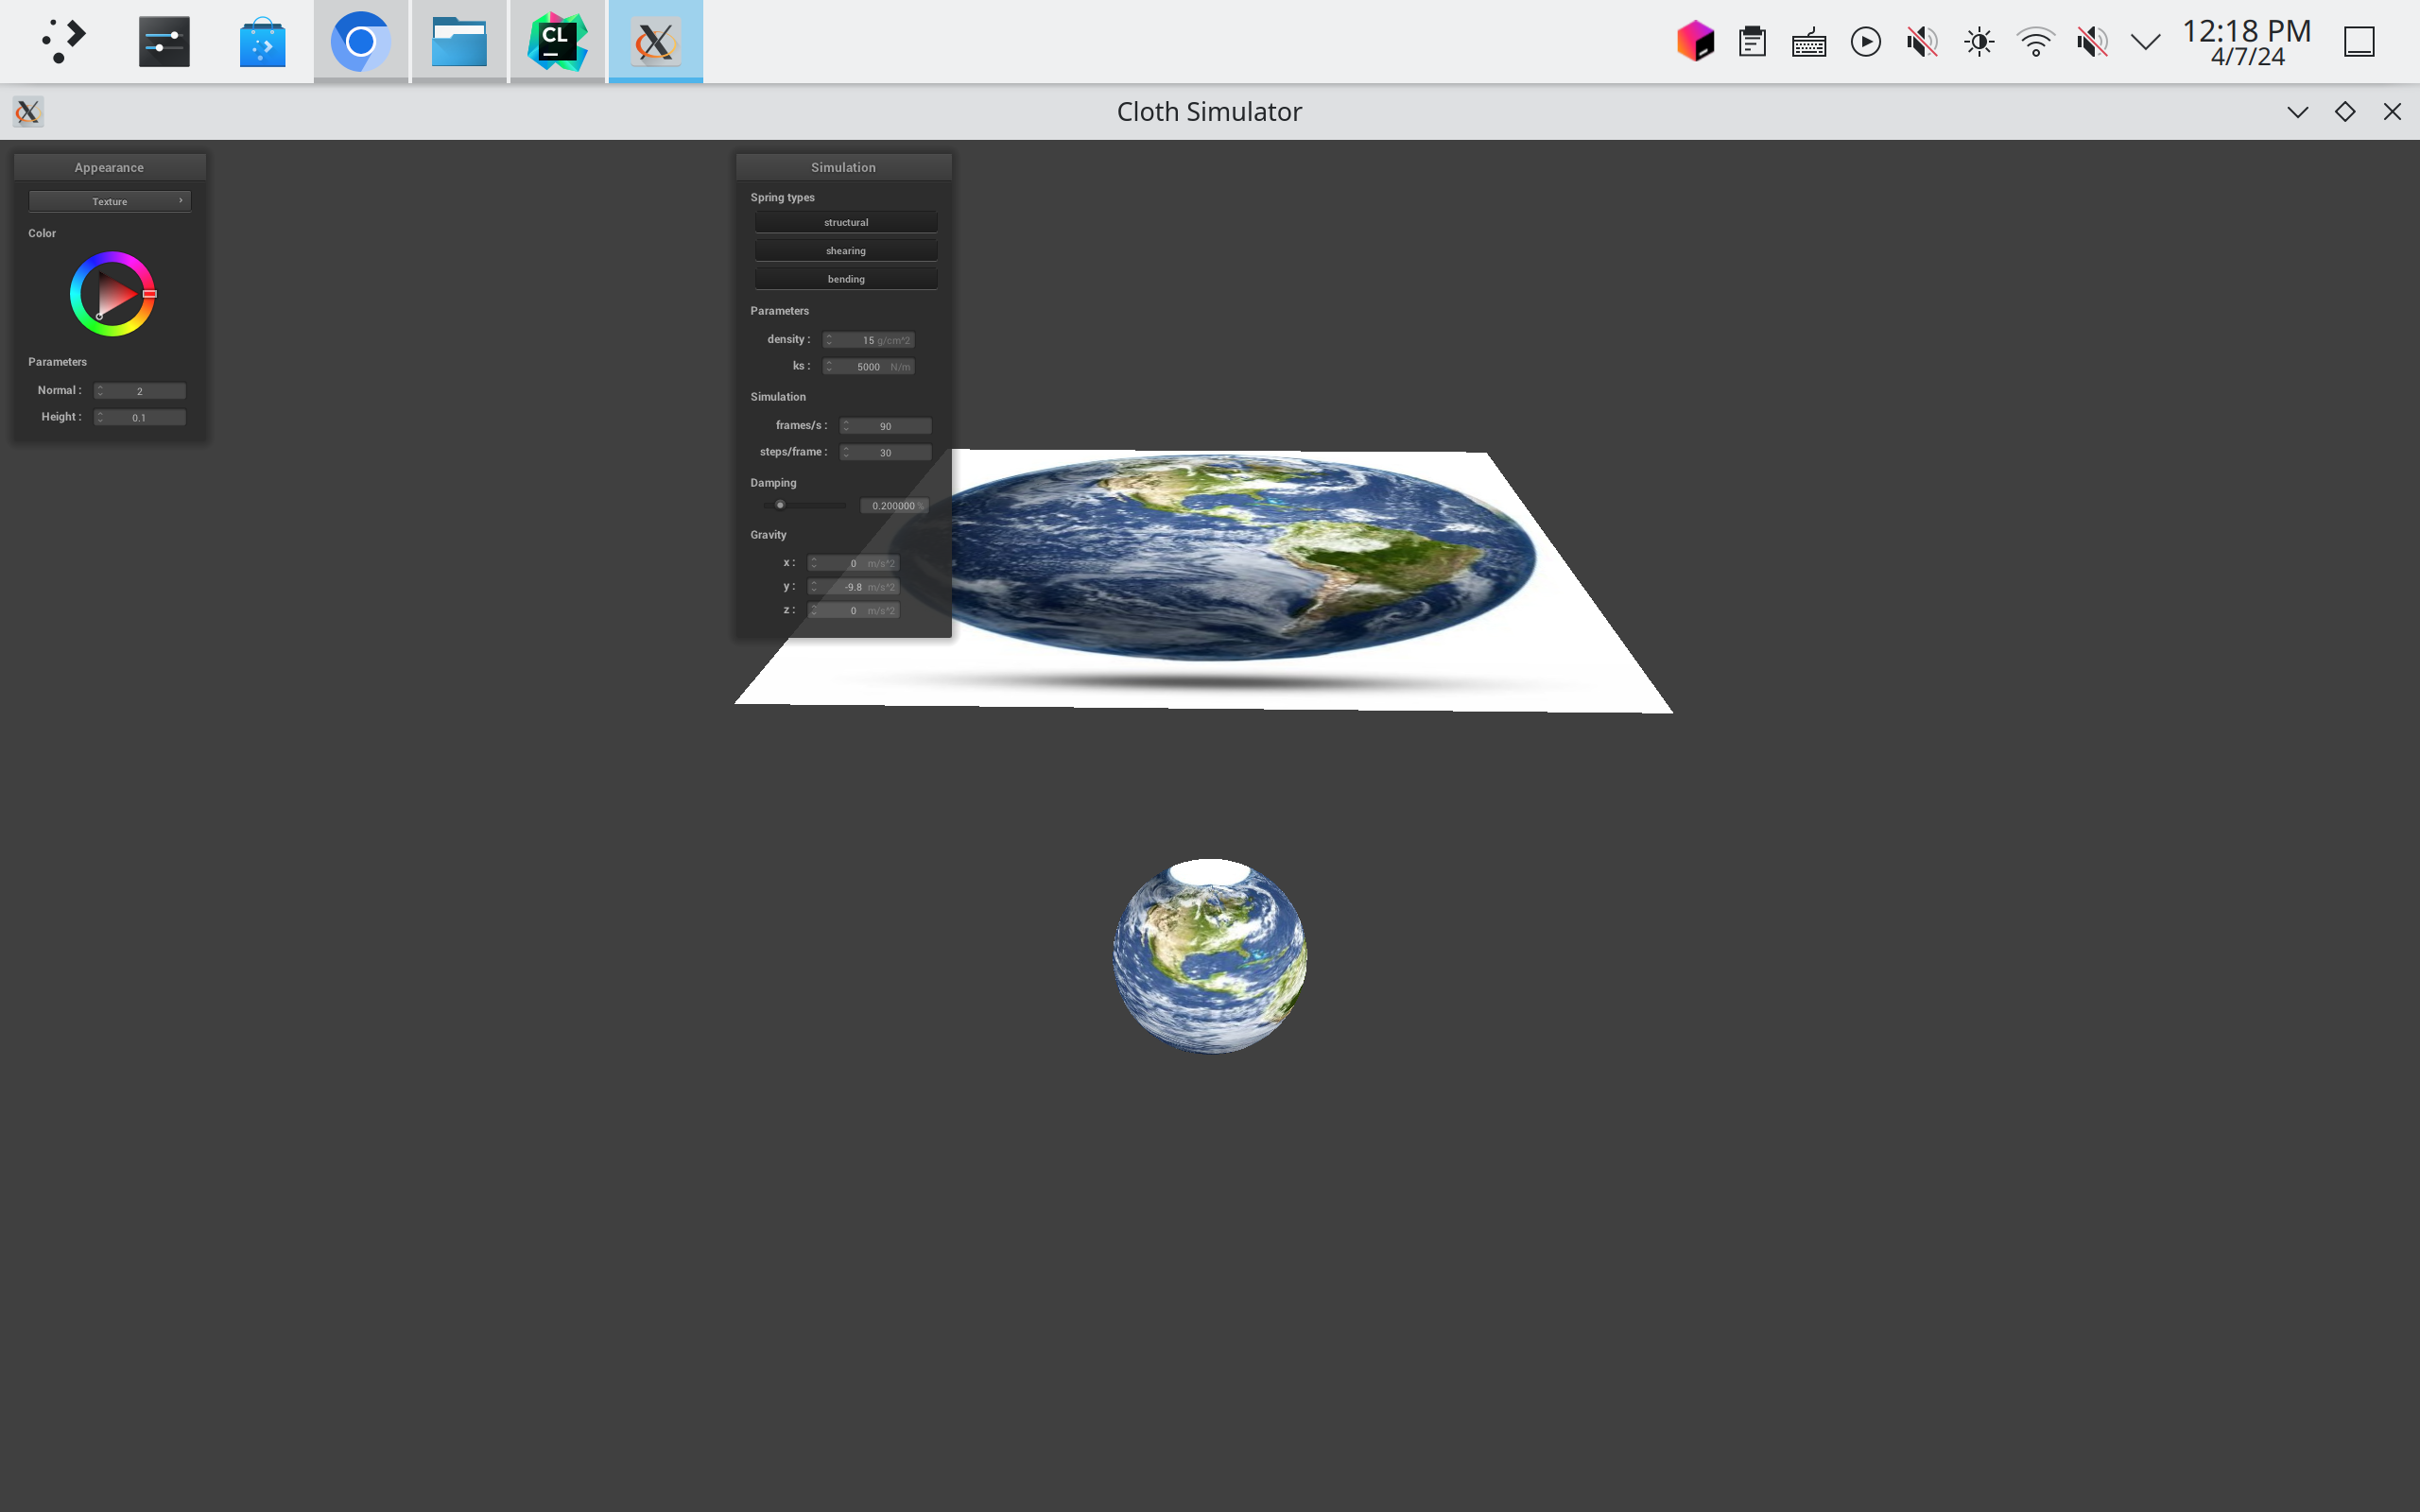 CL
12:18 PM
4/7/24
Cloth Simulator
Appearance
Texture
Color
Parameters
Normal :
2
Height :
0.1
Simulation
Spring types
structural
shearing
bending
Parameters
density :
15 g/cm^2
ks :
5000 N/m
Simulation
frames/s :
90
steps/frame :
30
Damping
0.200000 %
Gravity
x :
0 m/s^2
y :
-9.8 m/s^2
z :
0 m/s^2